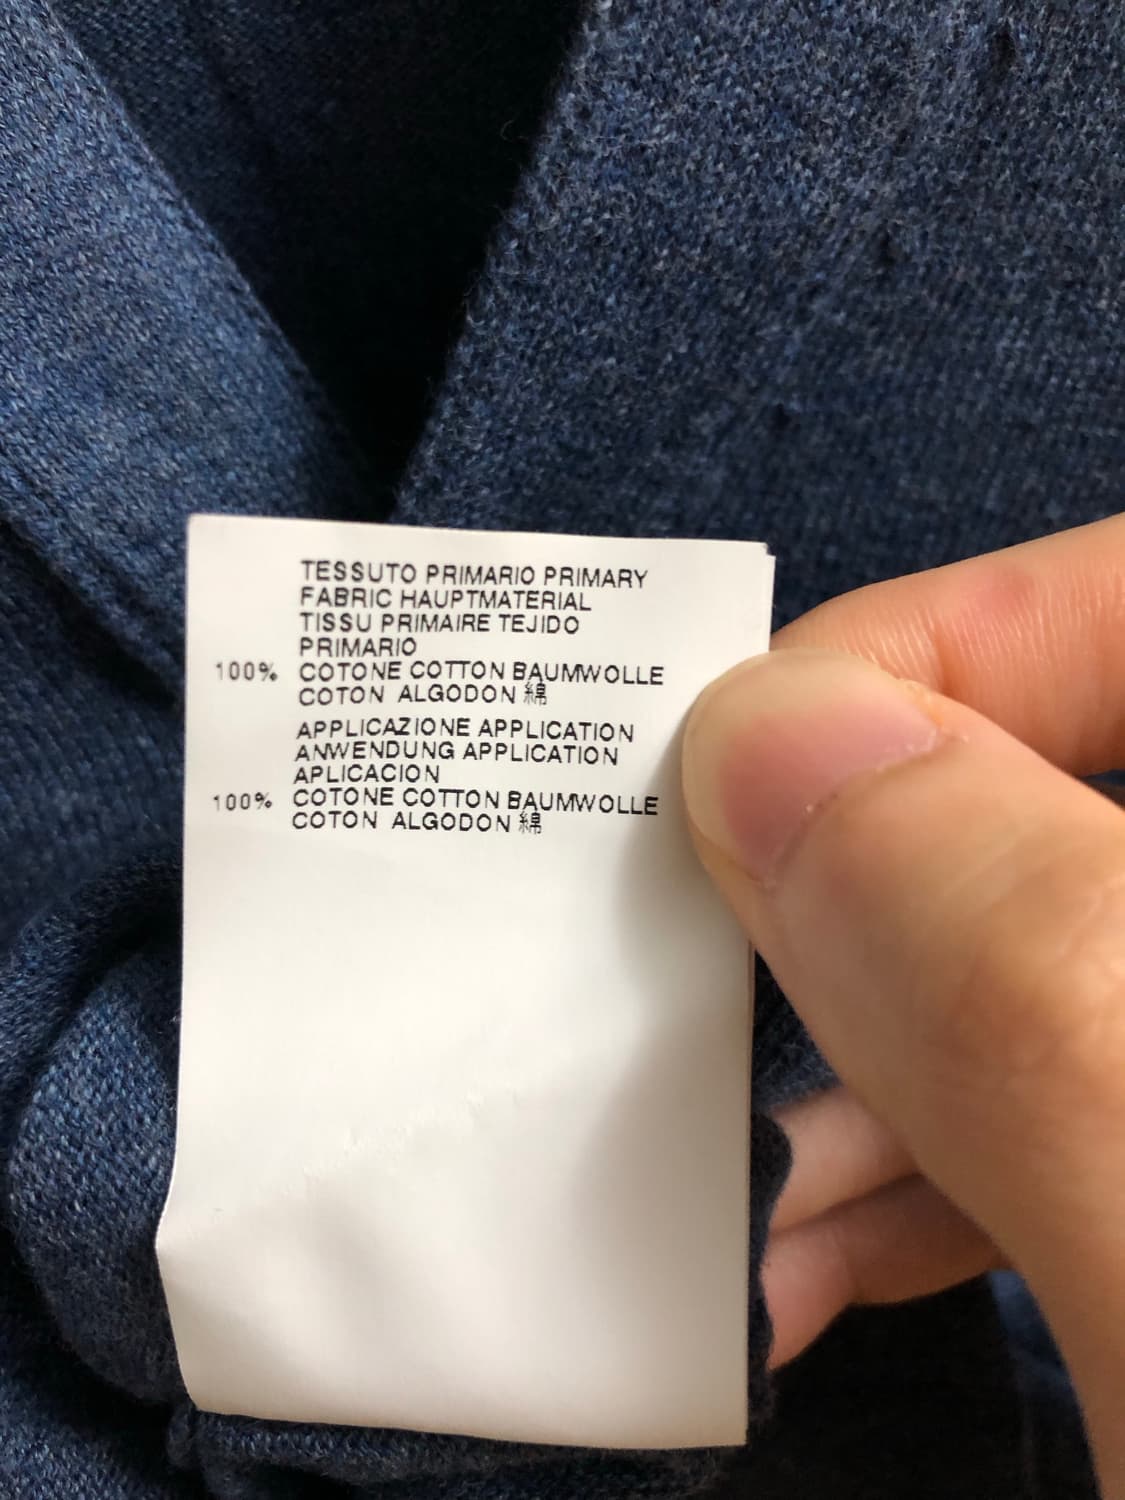 TESSUTO PRIMARIO PRIMARY
FABRIC HAUPTMATERIAL
TISSU PRIMAIRE TEJIDO
PRIMARIO
100% COTONE COTTON BAUMWOLLE
COTON ALGODON 綿
APPLICAZIONE APPLICATION
ANWENDUNG APPLICATION
APLICACION
100% COTONE COTTON BAUMWOLLE
COTON ALGODON 綿